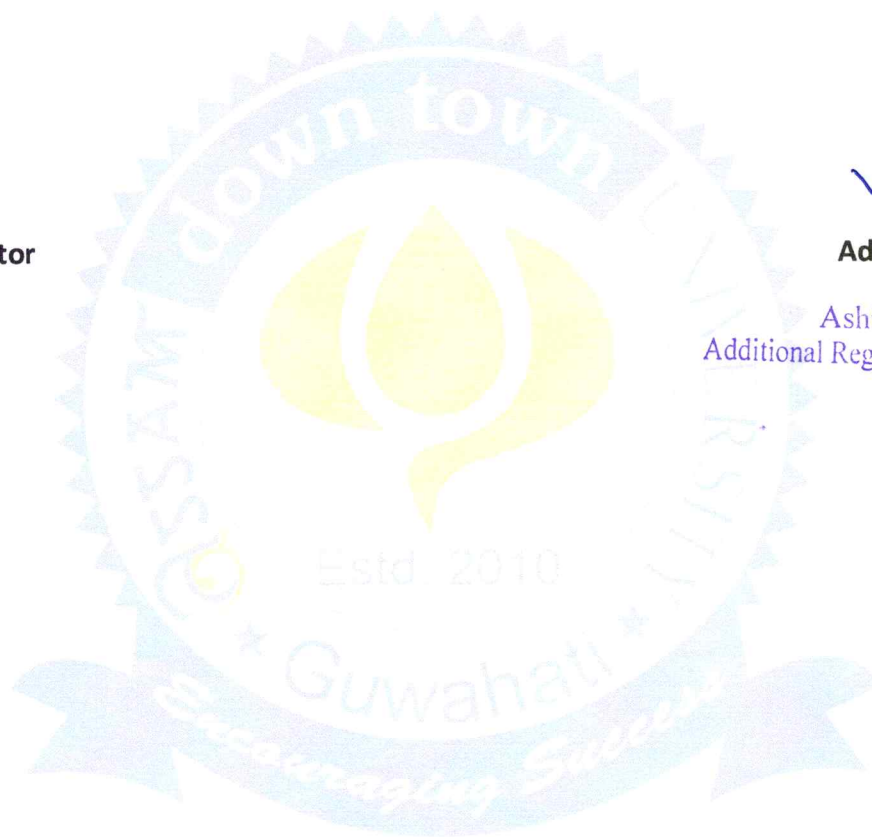 down town
ASSAM
UNIVERSITY
tor
Ad
Ash
Additional Reg
Estd. 2010
Guwahati
Encouraging Success